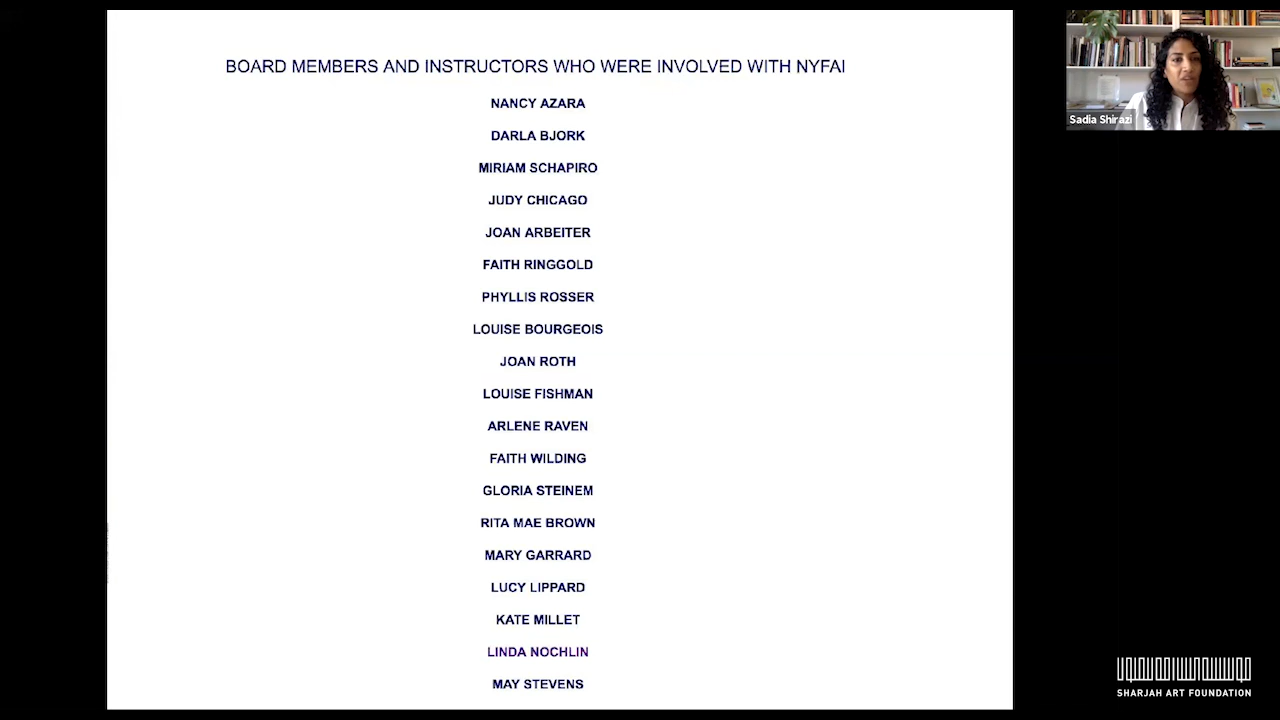 BOARD MEMBERS AND INSTRUCTORS WHO WERE INVOLVED WITH NYFAI
NANCY AZARA
DARLA BJORK
MIRIAM SCHAPIRO
JUDY CHICAGO
JOAN ARBEITER
FAITH RINGGOLD
PHYLLIS ROSSER
LOUISE BOURGEOIS
JOAN ROTH
LOUISE FISHMAN
ARLENE RAVEN
FAITH WILDING
GLORIA STEINEM
RITA MAE BROWN
MARY GARRARD
LUCY LIPPARD
KATE MILLET
LINDA NOCHLIN
MAY STEVENS
Sadia Shirazi
SHARJAH ART FOUNDATION